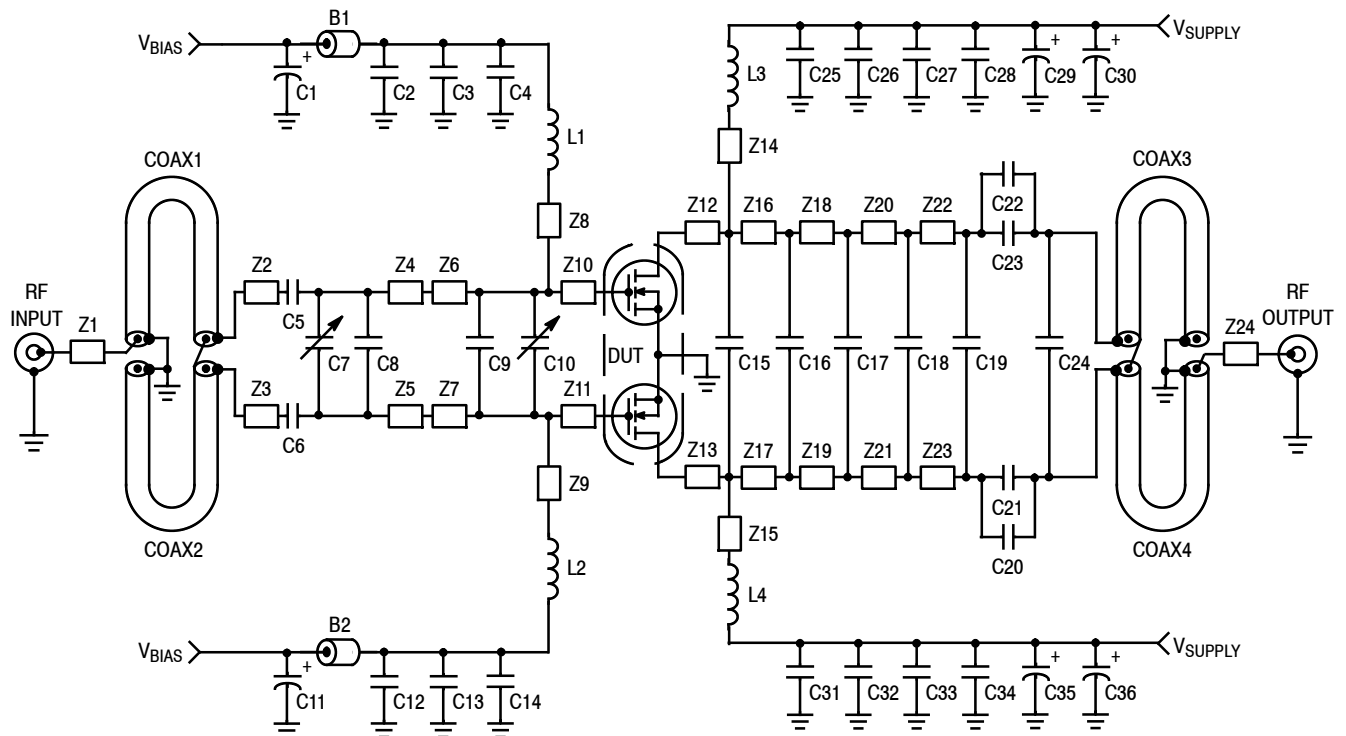 B1
VBIAS
+
C1
C2
C3
C4
L1
Z8
VSUPPLY
L3
C25
C26
C27
C28
+
C29
+
C30
Z14
COAX1
COAX3
C22
C23
Z12
Z16
Z18
Z20
Z22
Z2
Z4
Z6
Z10
RF
INPUT
Z1
C5
C7
C8
C9
C10
DUT
C15
C16
C17
C18
C19
C24
Z24
RF
OUTPUT
Z3
C6
Z5
Z7
Z11
Z13
Z17
Z19
Z21
Z23
C21
C20
COAX2
COAX4
Z9
L2
Z15
L4
B2
VBIAS
+
C11
C12
C13
C14
VSUPPLY
C31
C32
C33
C34
+
C35
+
C36